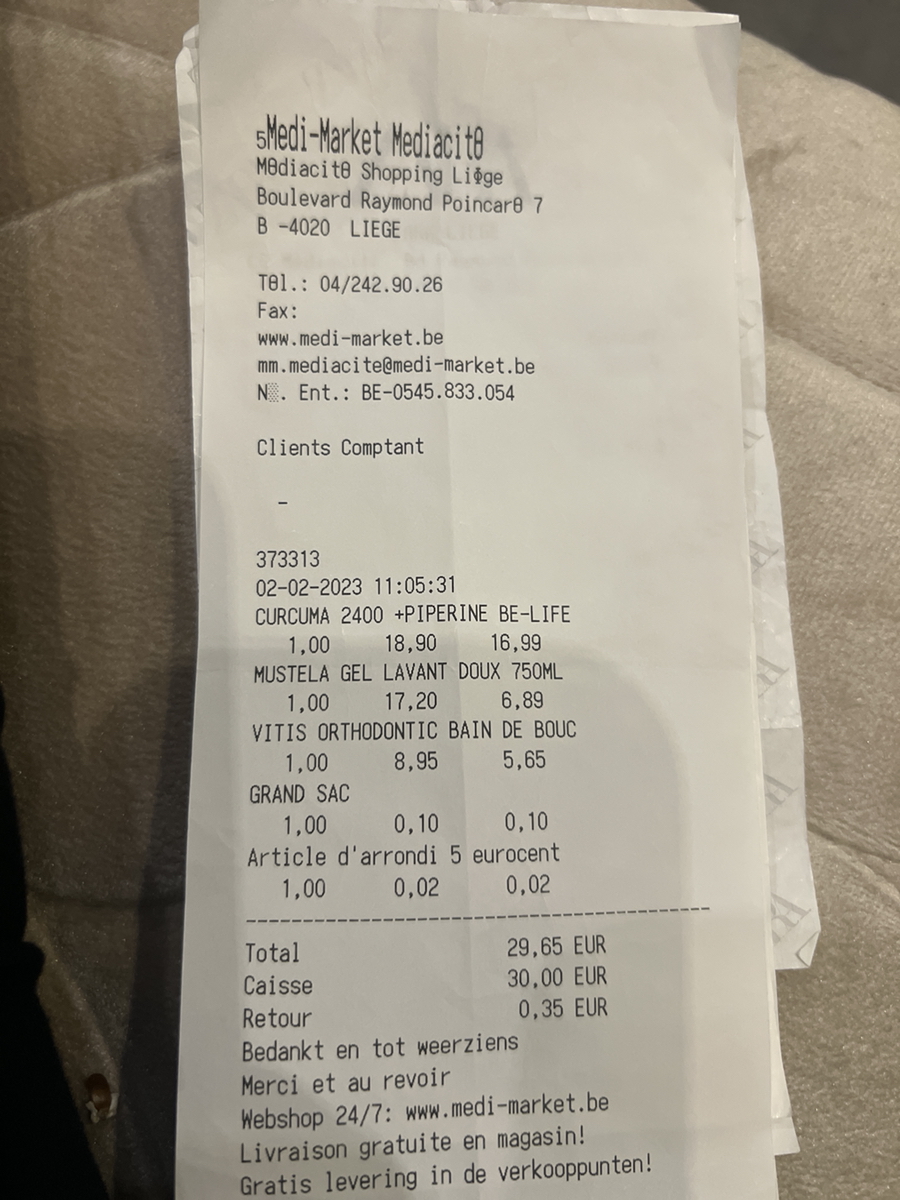 5Medi-Market Mediacitθ
Mθdiacitθ Shopping LiΦge
Boulevard Raymond Poincarθ 7
B -4020 LIEGE
Tθl.: 04/242.90.26
Fax:
www.medi-market.be
mm.mediacite@medi-market.be
N░. Ent.: BE-0545.833.054
Clients Comptant
-
373313
02-02-2023 11:05:31
CURCUMA 2400 +PIPERINE BE-LIFE
1,00 18,90 16,99
MUSTELA GEL LAVANT DOUX 750ML
1,00 17,20 6,89
VITIS ORTHODONTIC BAIN DE BOUC
1,00 8,95 5,65
GRAND SAC
1,00 0,10 0,10
Article d'arrondi 5 eurocent
1,00 0,02 0,02
--------------------------------------------
Total 29,65 EUR
Caisse 30,00 EUR
Retour 0,35 EUR
Bedankt en tot weerziens
Merci et au revoir
Webshop 24/7: www.medi-market.be
Livraison gratuite en magasin!
Gratis levering in de verkooppunten!